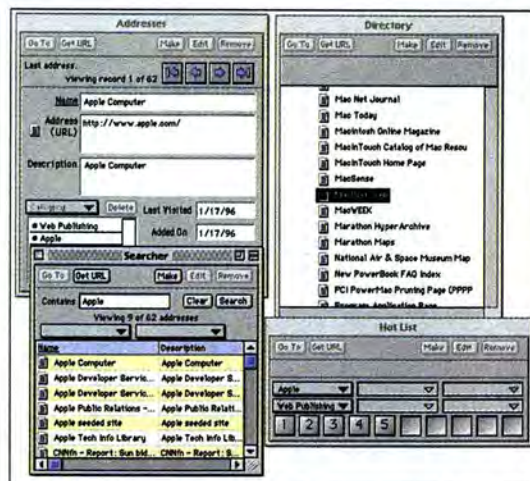 Addresses
Go To Get URL Make Edit Remove
Last address.
Viewing record 1 of 62
Name Apple Computer
Address (URL) http://www.apple.com/
Description Apple Computer
Delete Last Visited 1/17/96
• Web Publishing
• Apple
Added On 1/17/96
Searcher
Go To Get URL Make Edit Remove
Contains Apple Clear Search
Viewing 9 of 62 addresses
Name Description
Apple Computer Apple Computer
Apple Developer Servic... Apple Developer S...
Apple Public Relations -... Apple Public Relati...
Apple seeded site Apple seeded site
Apple Tech Info Library Apple Tech Info Lib...
CNNfn - Report: Sun bid... CNNfn - Report: S...
Directory
Go To Get URL Make Edit Remove
Mac Net Journal
Mac Today
Macintosh Online Magazine
MacInTouch Catalog of Mac Resou
MacInTouch Home Page
MacSense
MacWEEK
Marathon HyperArchive
Marathon Maps
National Air & Space Museum Map
New PowerBook FAQ Index
PCI PowerMac Pruning Page (PPPP
Program Application Page
Hot List
Go To Get URL Make Edit Remove
Apple
Web Publishing
1 2 3 4 5